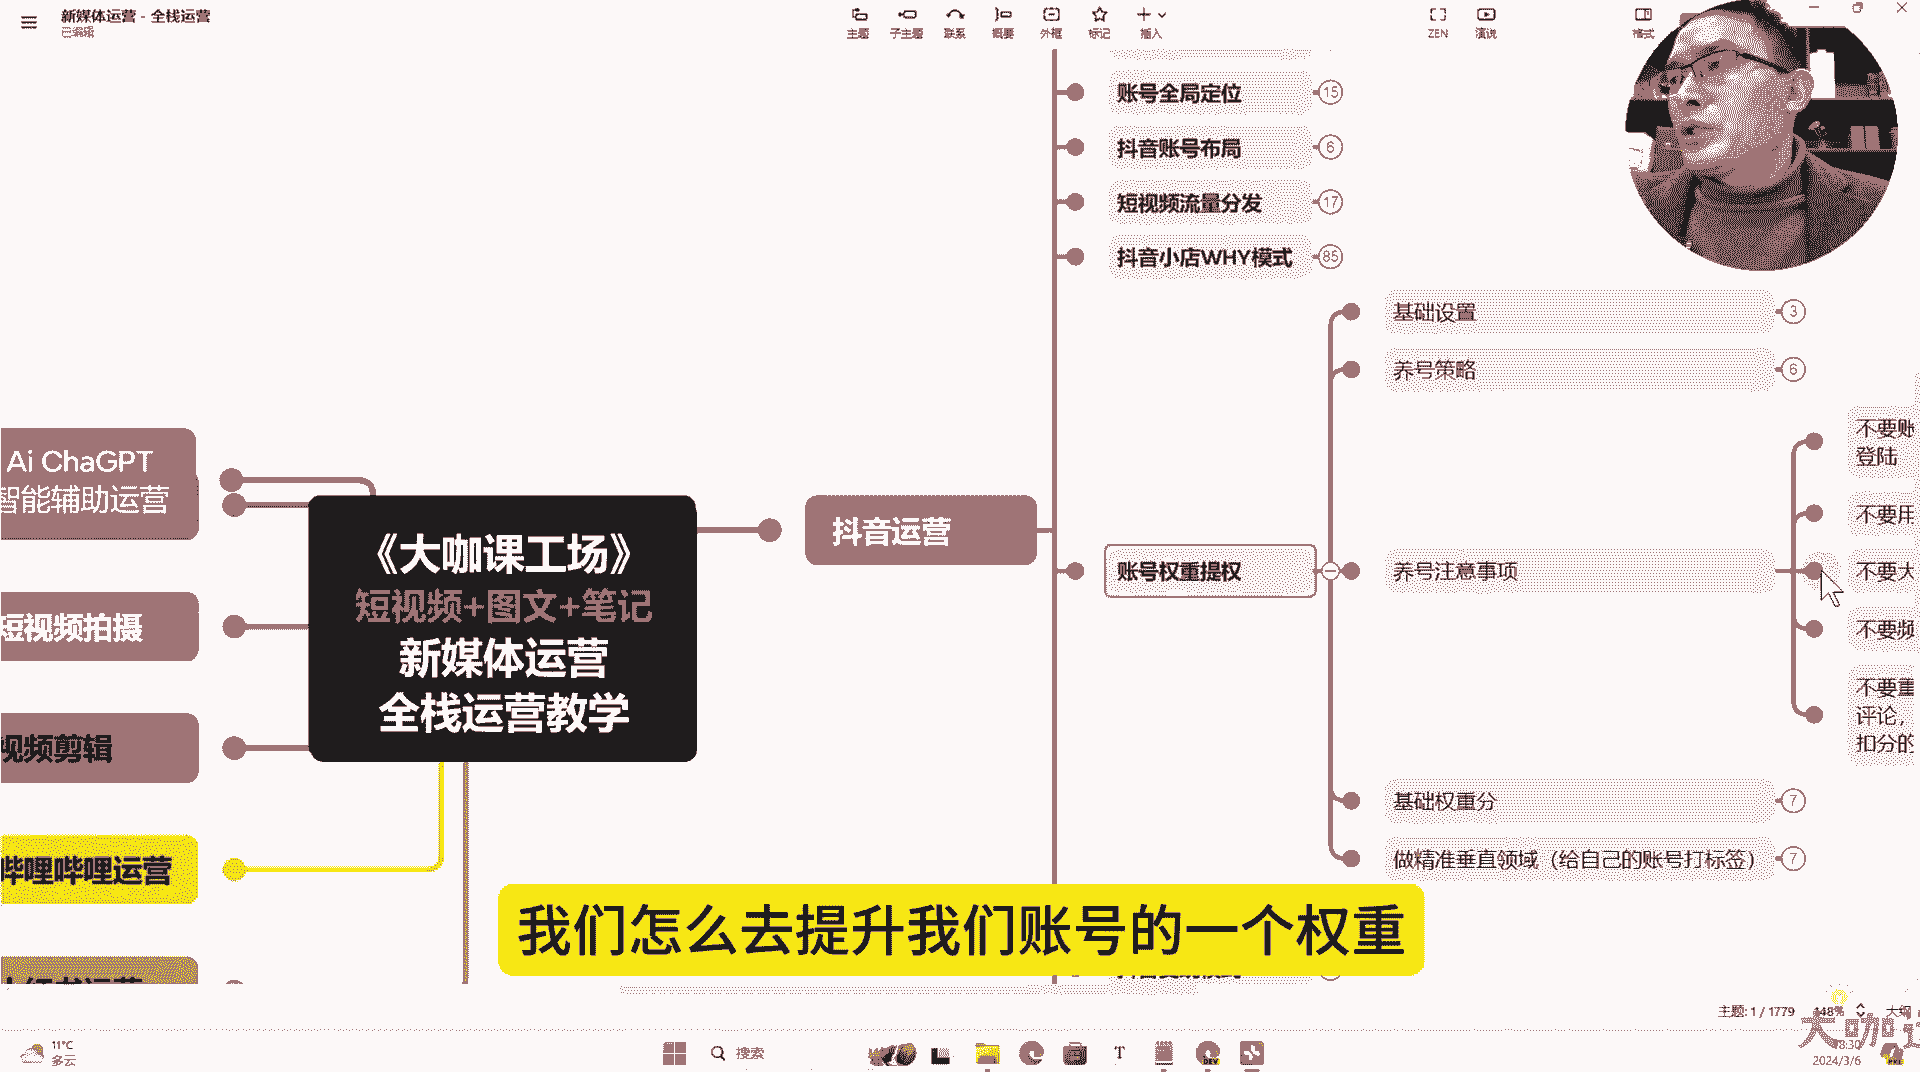 新媒体运营 - 全栈运营
已编辑
主题
子主题
联系
概要
外框
标记
插入
ZEN
演说
格式
账号全局定位
15
抖音账号布局
6
短视频流量分发
17
抖音小店WHY模式
85
基础设置
3
养号策略
6
不要账
登陆
不要用
养号注意事项
不要大
不要频
不要重
评论,
扣分的
账号权重提权
基础权重分
7
做精准垂直领域（给自己的账号打标签）
7
抖音运营
Ai ChaGPT
智能辅助运营
短视频拍摄
视频剪辑
哔哩哔哩运营
《大咖课工场》
短视频+图文+笔记
新媒体运营
全栈运营教学
我们怎么去提升我们账号的一个权重
主题: 1 / 1779
148%
大纲
11°C
多云
搜索
18:30
2024/3/6